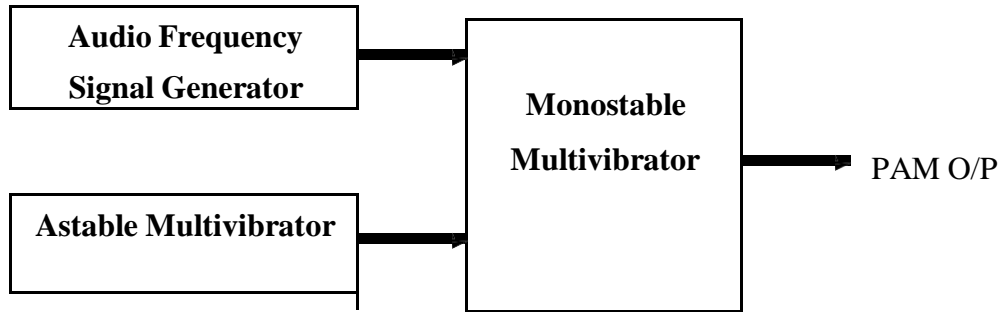 Audio Frequency
Signal Generator
Monostable
Multivibrator
PAM O/P
Astable Multivibrator